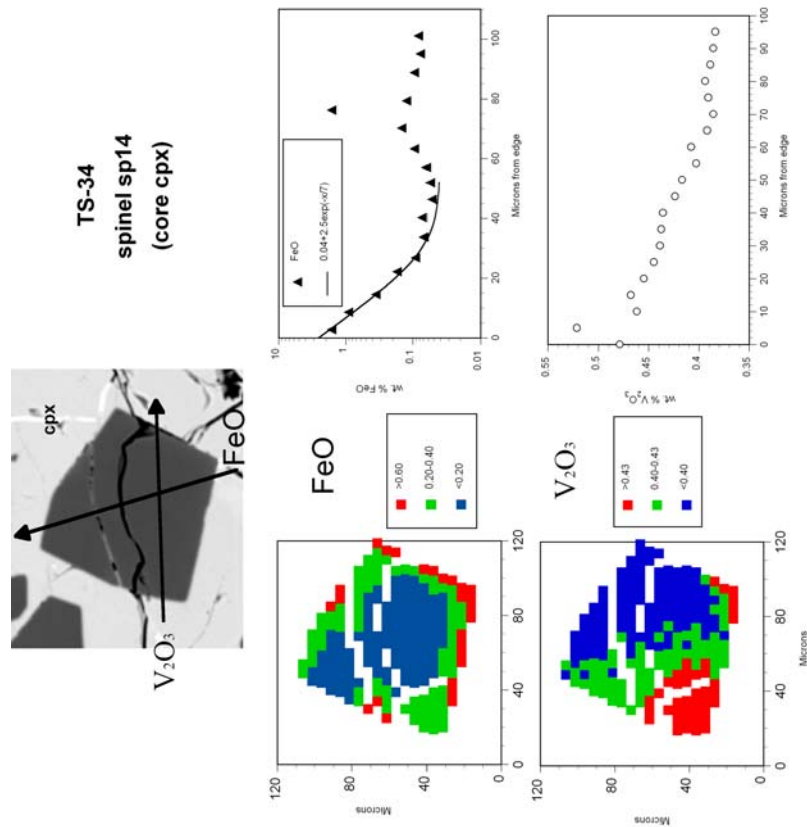 TS-34
spinel sp14
(core cpx)
cpx
FeO
V₂O₃
10
1
0.1
0.01
wt. % FeO
FeO
0.04+2.5exp(-x/7)
0 20 40 60 80 100
Microns from edge
0.55
0.5
0.45
0.4
0.35
wt. % V₂O₃
0 10 20 30 40 50 60 70 80 90 100
Microns from edge
FeO
>0.60
0.20-0.40
<0.20
120
80
40
0
Microns
V₂O₃
>0.43
0.40-0.43
<0.40
120
80
40
0
Microns
0 40 80 120
Microns